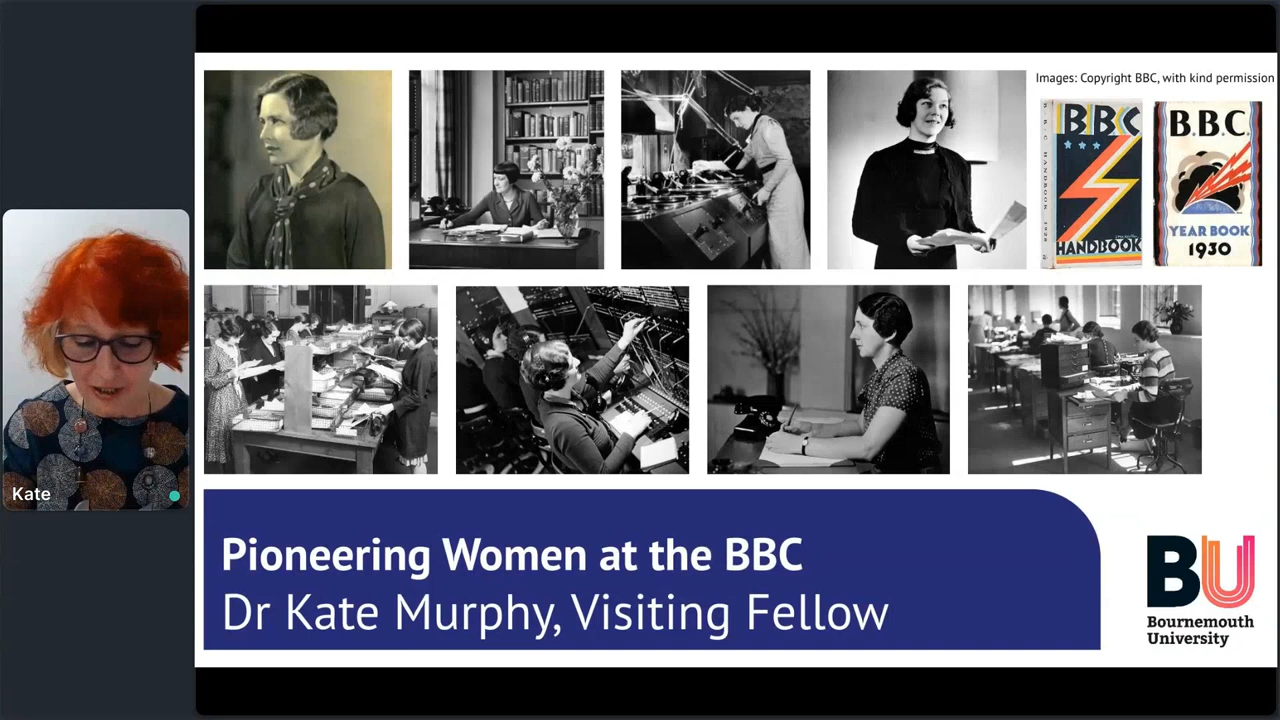 Images: Copyright BBC, with kind permission
BBC
HANDBOOK
B.B.C.
YEAR BOOK
1930
Kate
Pioneering Women at the BBC
Dr Kate Murphy, Visiting Fellow
BU
Bournemouth
University